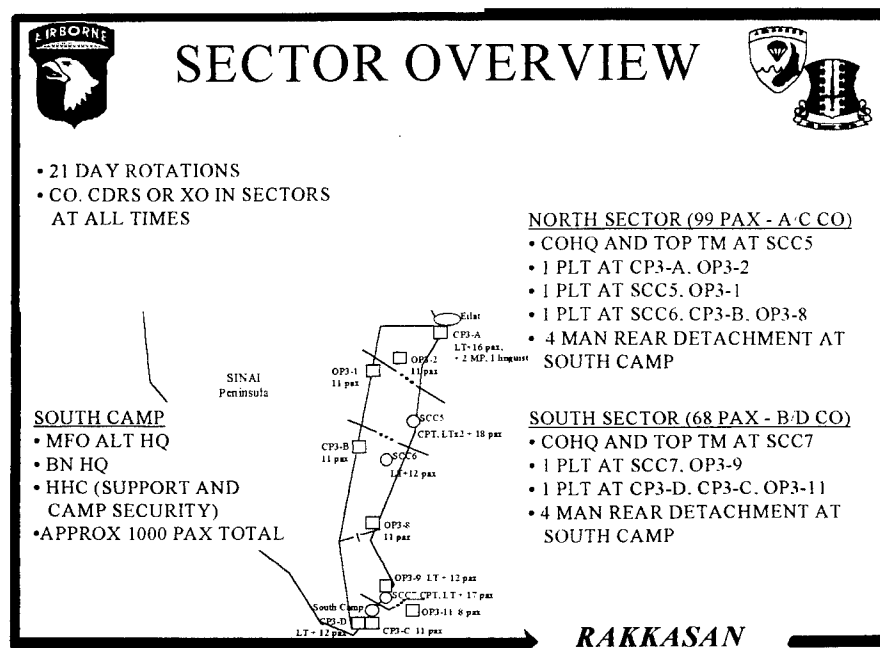 AIRBORNE
SECTOR OVERVIEW
• 21 DAY ROTATIONS
• CO. CDRS OR XO IN SECTORS
AT ALL TIMES
NORTH SECTOR (99 PAX - A/C CO)
• COHQ AND TOP TM AT SCC5
• 1 PLT AT CP3-A, OP3-2
• 1 PLT AT SCC5, OP3-1
• 1 PLT AT SCC6, CP3-B, OP3-8
• 4 MAN REAR DETACHMENT AT
SOUTH CAMP
SOUTH SECTOR (68 PAX - B/D CO)
• COHQ AND TOP TM AT SCC7
• 1 PLT AT SCC7, OP3-9
• 1 PLT AT CP3-D, CP3-C, OP3-11
• 4 MAN REAR DETACHMENT AT
SOUTH CAMP
SOUTH CAMP
• MFO ALT HQ
• BN HQ
• HHC (SUPPORT AND
CAMP SECURITY)
•APPROX 1000 PAX TOTAL
SINAI
Peninsula
Eilat
CP3-A
LT+16 pax,
+ 2 MP, 1 linguist
OP3-2
11 pax
OP3-1
11 pax
SCC5
CPT, LTx2 + 18 pax
CP3-B
11 pax
SCC6
LT+12 pax
OP3-8
11 pax
OP3-9 LT + 12 pax
SCC7 CPT, LT + 17 pax
South Camp
OP3-11 8 pax
CP3-D
LT + 12 pax
CP3-C 11 pax
RAKKASAN